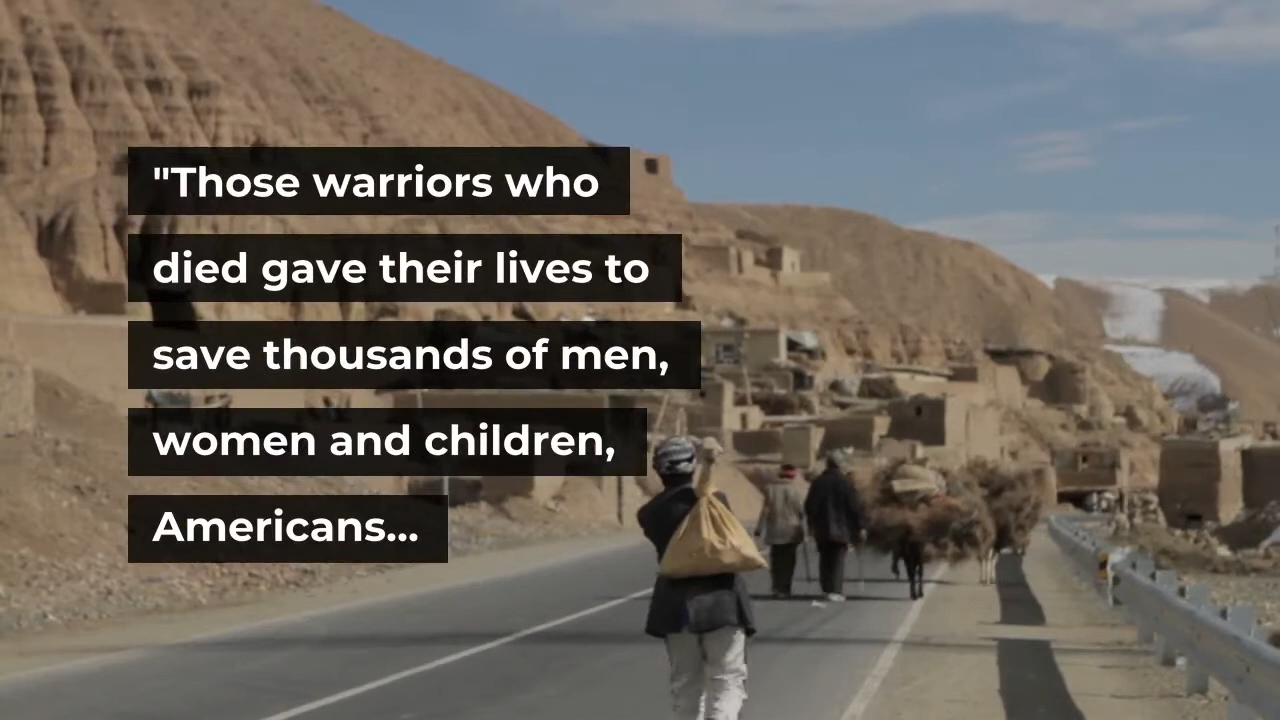 "Those warriors who
died gave their lives to
save thousands of men,
women and children,
Americans...